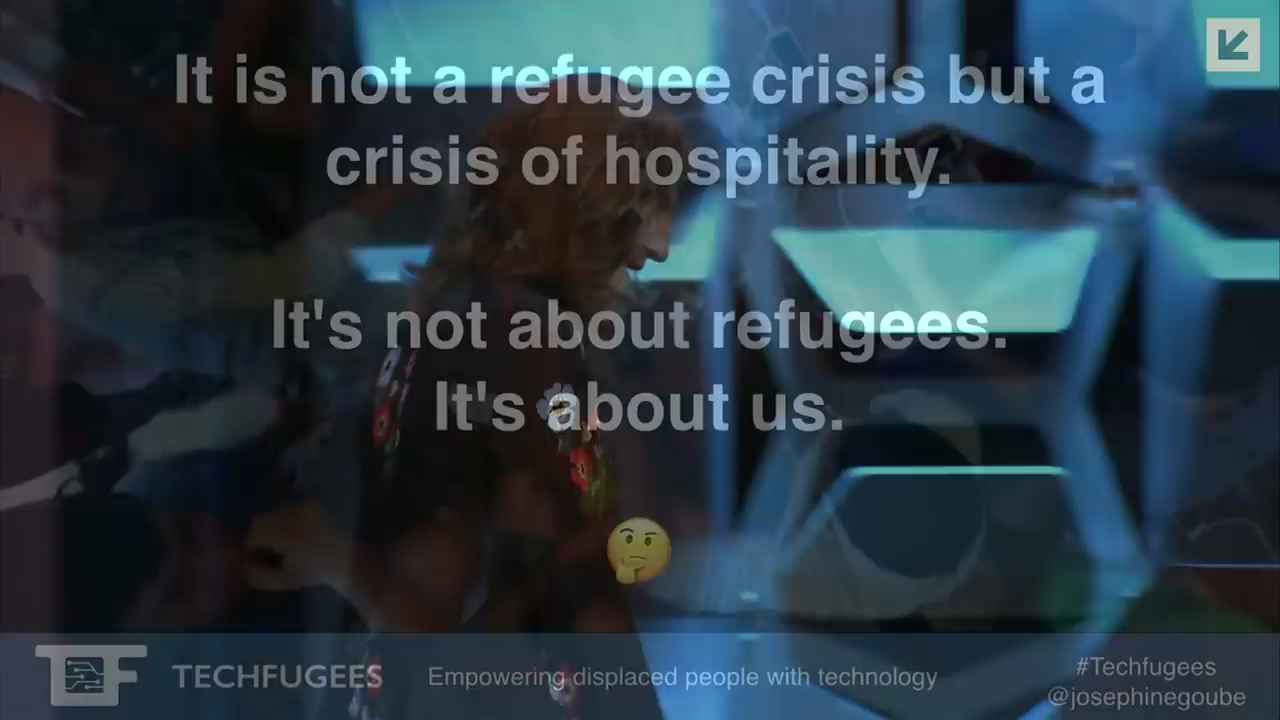 It is not a refugee crisis but a
crisis of hospitality.
It's not about refugees.
It's about us.
TF
TECHFUGEES
Empowering displaced people with technology
#Techfugees
@josephinegoube